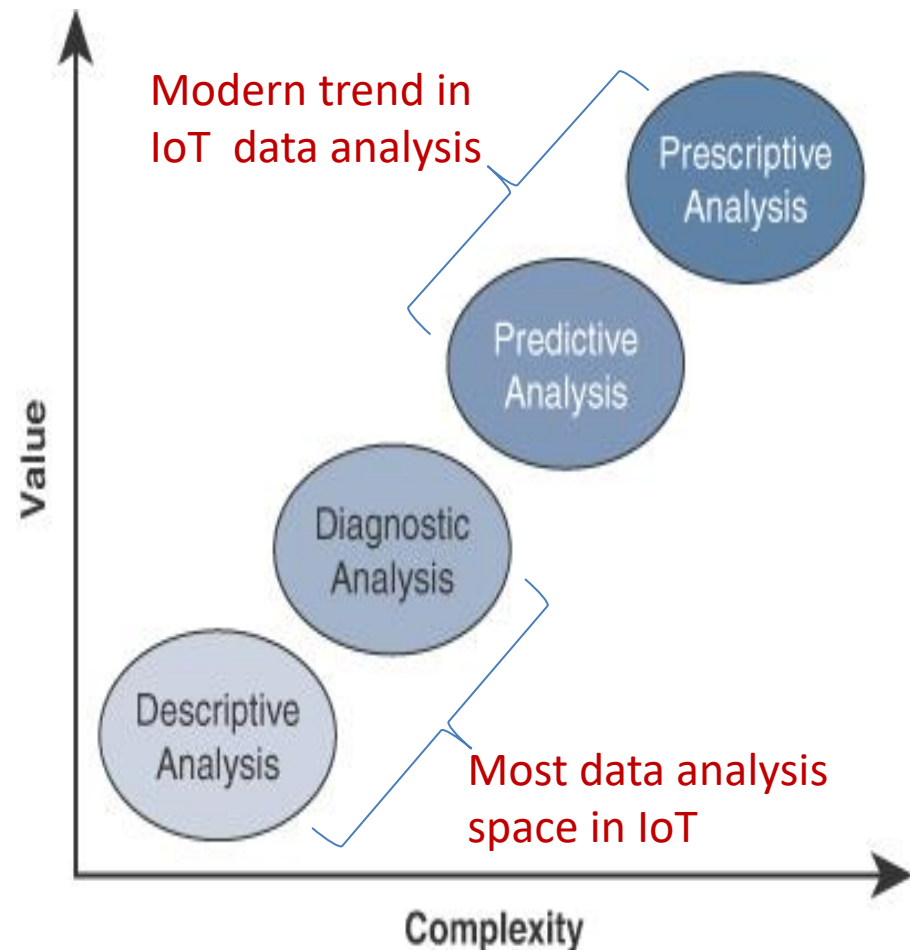 Modern trend in
IoT  data analysis
Prescriptive
Analysis
Predictive
Analysis
Value
Diagnostic
Analysis
Descriptive
Analysis
Most data analysis
space in IoT
Complexity